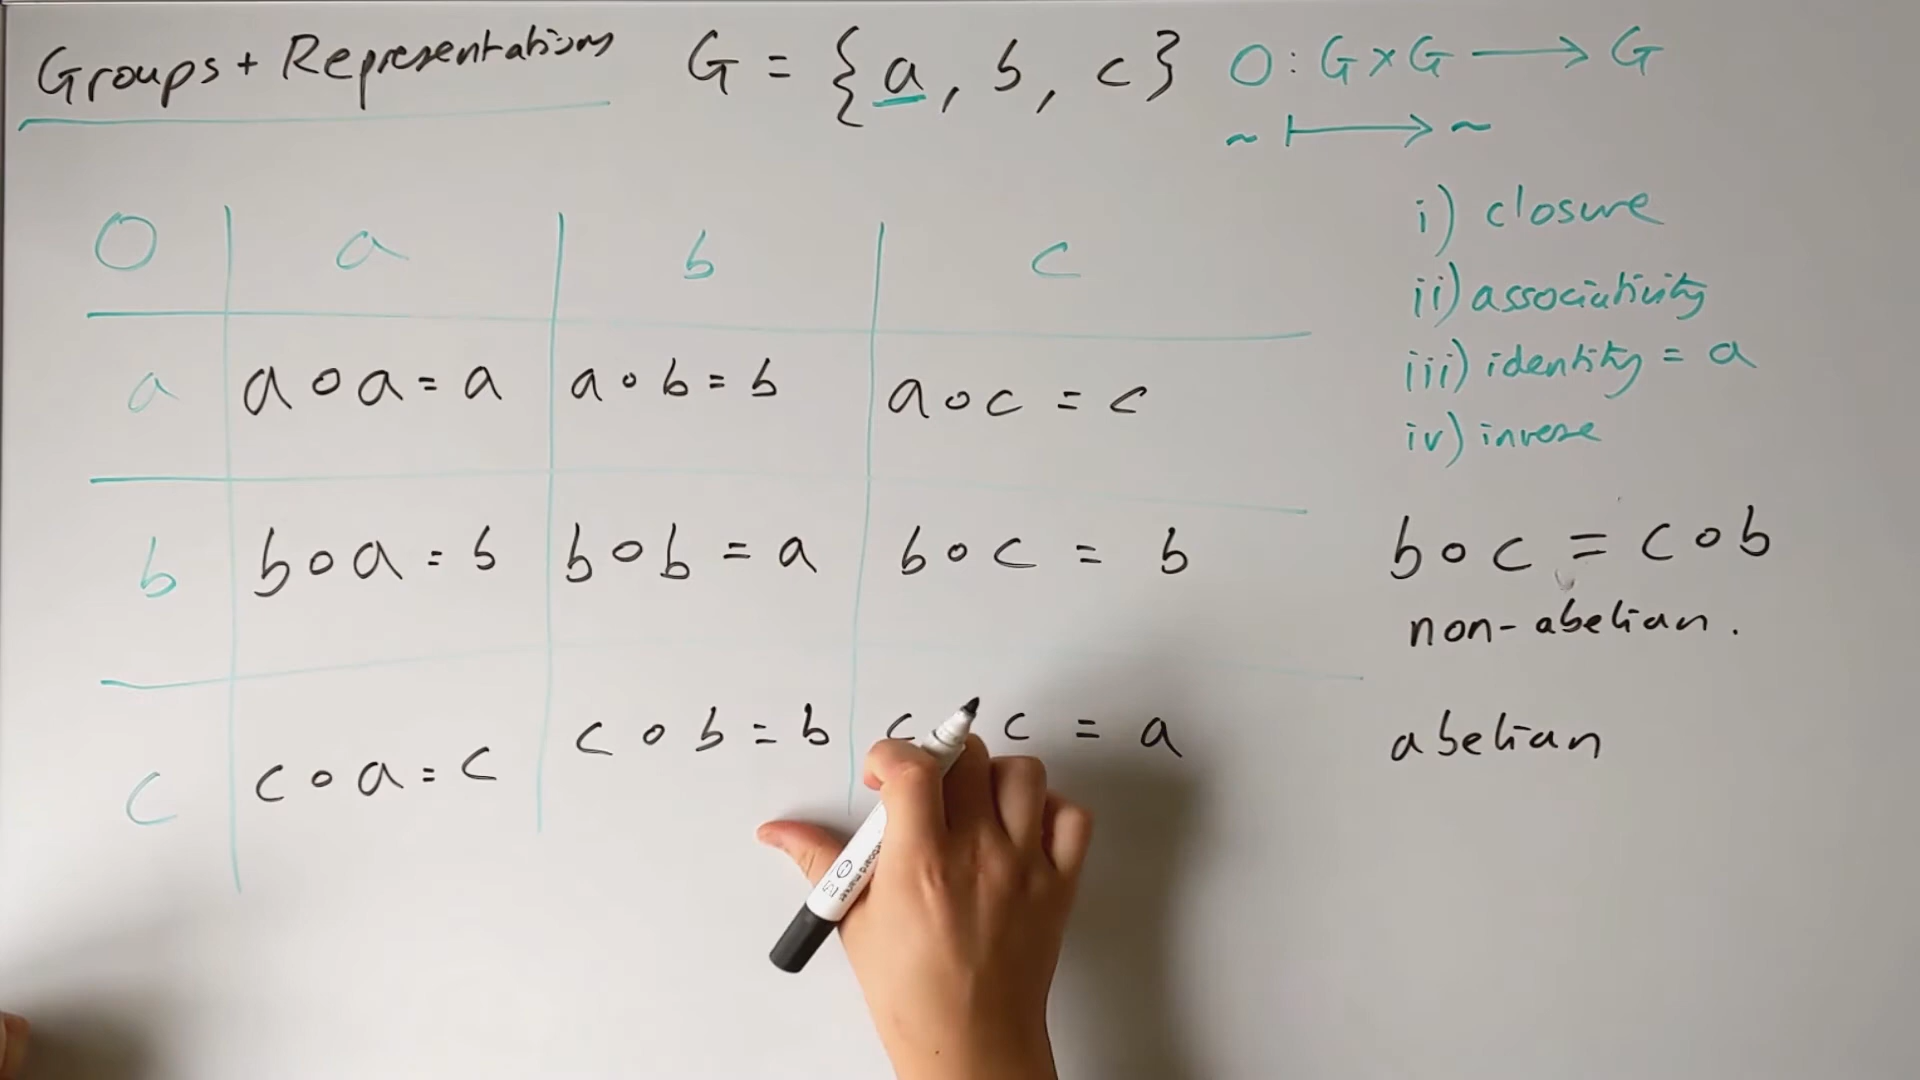 Groups + Representations G = {a, b, c} O : G × G ⟶ G
~ ⟼ ~
O a b c
a a o a = a a o b = b a o c = c
b b o a = b b o b = a b o c = b
c c o a = c c o b = b c c = a
i) closure
ii) associativity
iii) identity = a
iv) inverse
b o c = c o b
non-abelian.
abelian